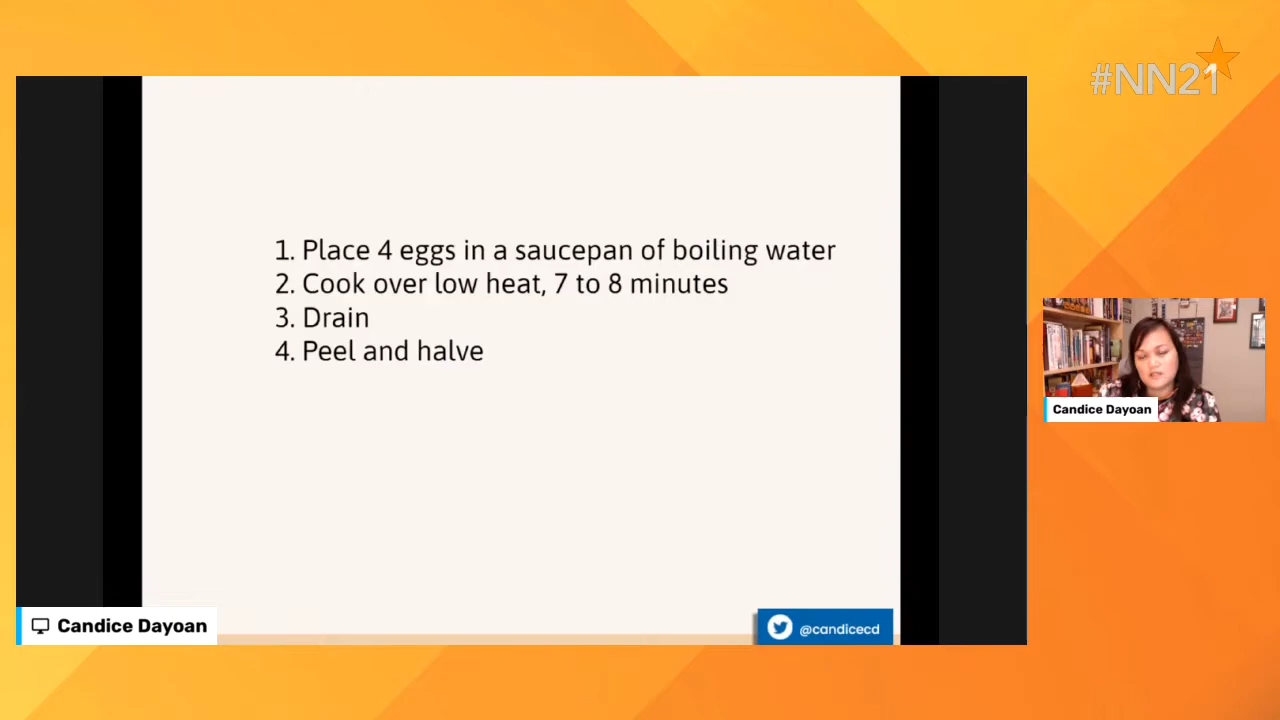 #NN21
1. Place 4 eggs in a saucepan of boiling water
2. Cook over low heat, 7 to 8 minutes
3. Drain
4. Peel and halve
Candice Dayoan
Candice Dayoan
@candicecd